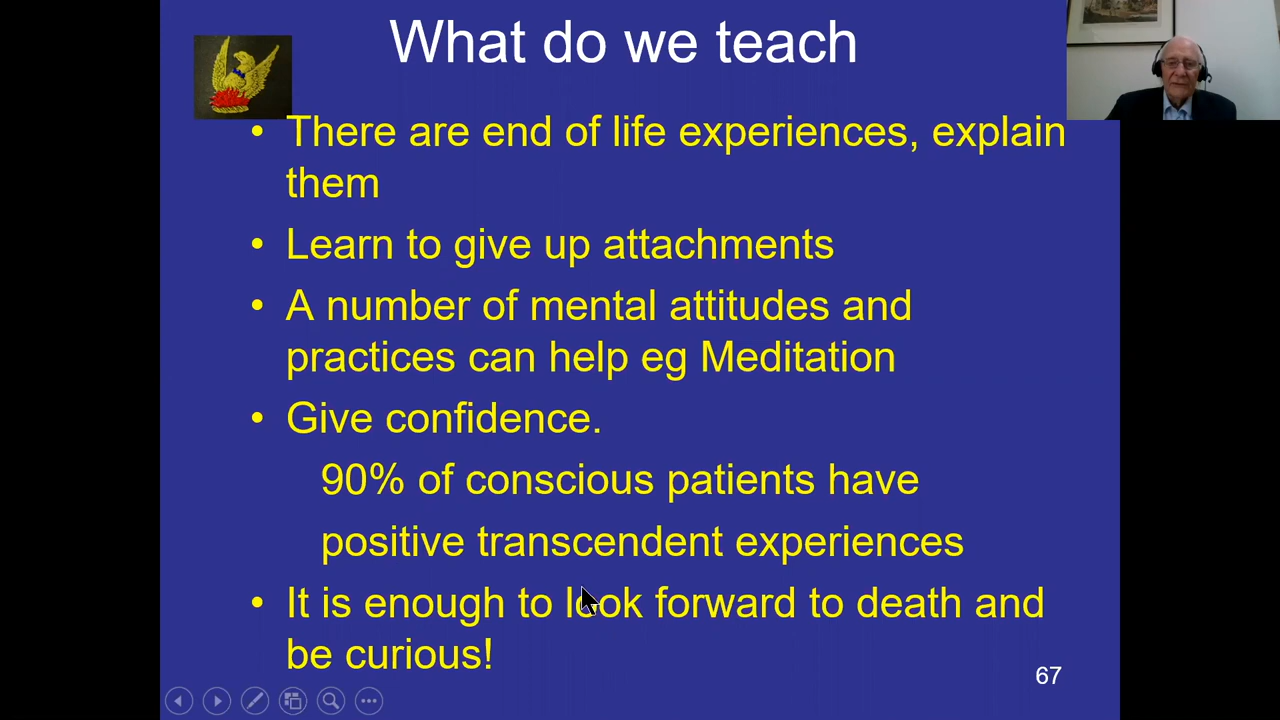 What do we teach
• There are end of life experiences, explain
them
• Learn to give up attachments
• A number of mental attitudes and
practices can help eg Meditation
• Give confidence.
90% of conscious patients have
positive transcendent experiences
• It is enough to look forward to death and
be curious!
67